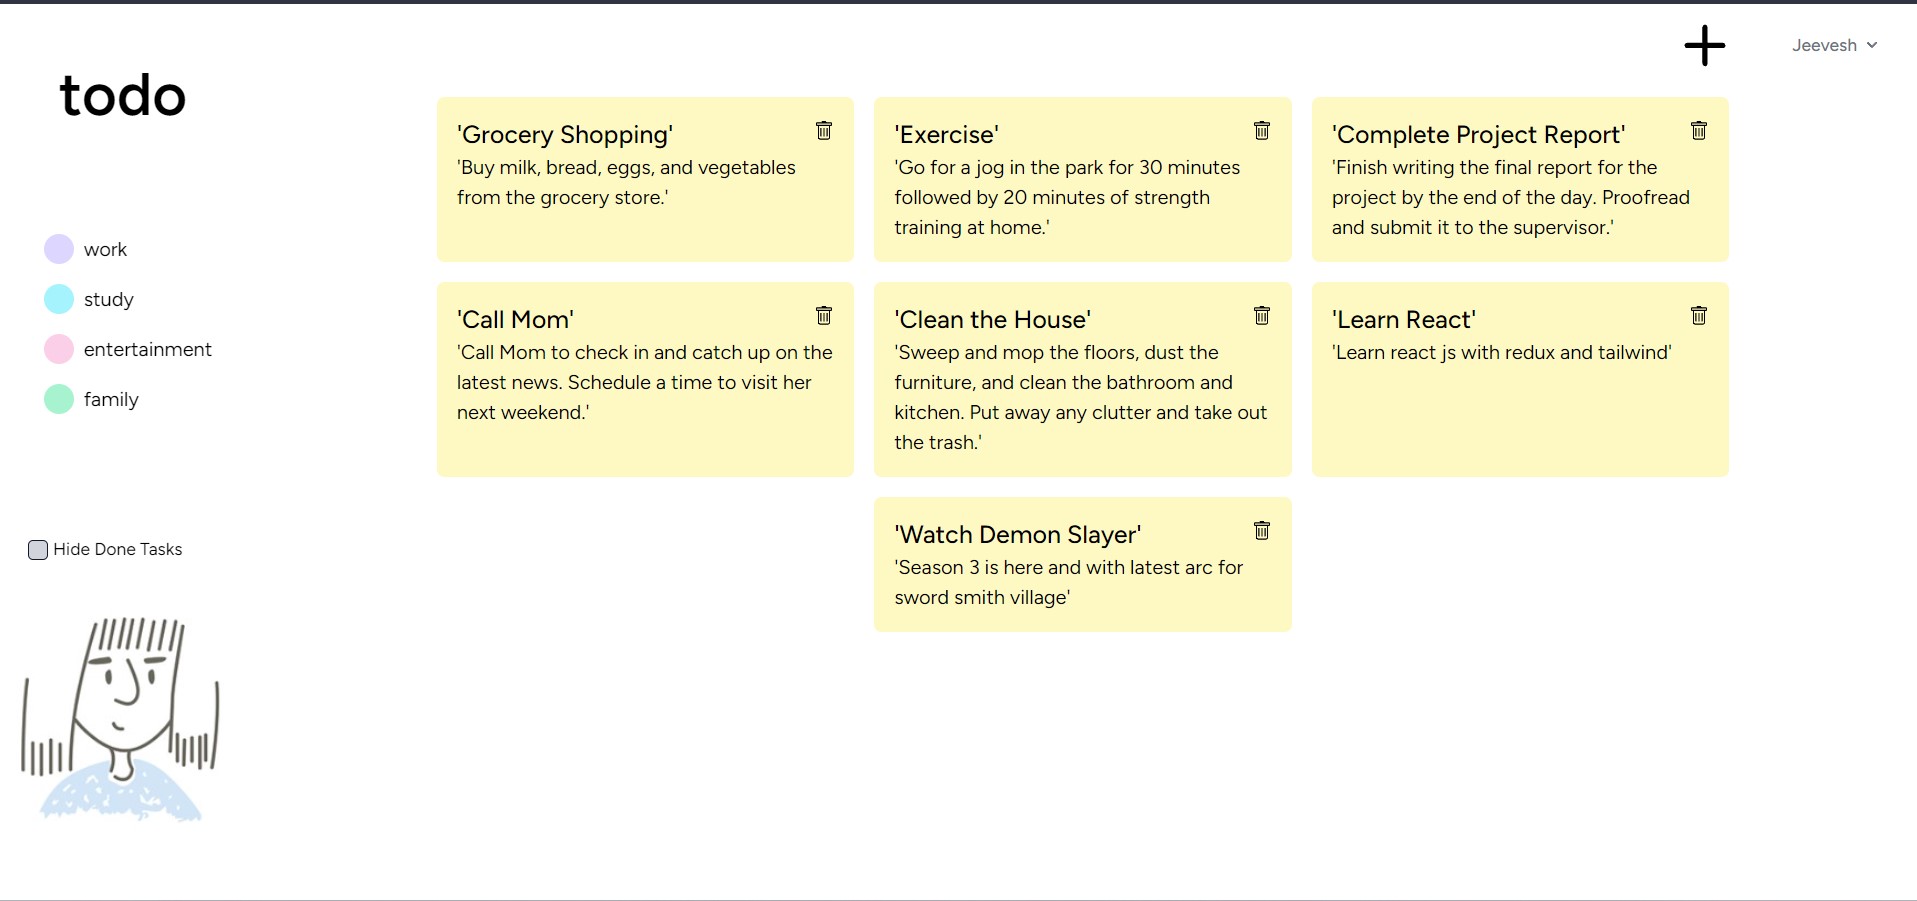 Jeevesh
todo
work
study
entertainment
family
Hide Done Tasks
'Grocery Shopping'
'Buy milk, bread, eggs, and vegetables
from the grocery store.'
'Exercise'
'Go for a jog in the park for 30 minutes
followed by 20 minutes of strength
training at home.'
'Complete Project Report'
'Finish writing the final report for the
project by the end of the day. Proofread
and submit it to the supervisor.'
'Call Mom'
'Call Mom to check in and catch up on the
latest news. Schedule a time to visit her
next weekend.'
'Clean the House'
'Sweep and mop the floors, dust the
furniture, and clean the bathroom and
kitchen. Put away any clutter and take out
the trash.'
'Learn React'
'Learn react js with redux and tailwind'
'Watch Demon Slayer'
'Season 3 is here and with latest arc for
sword smith village'